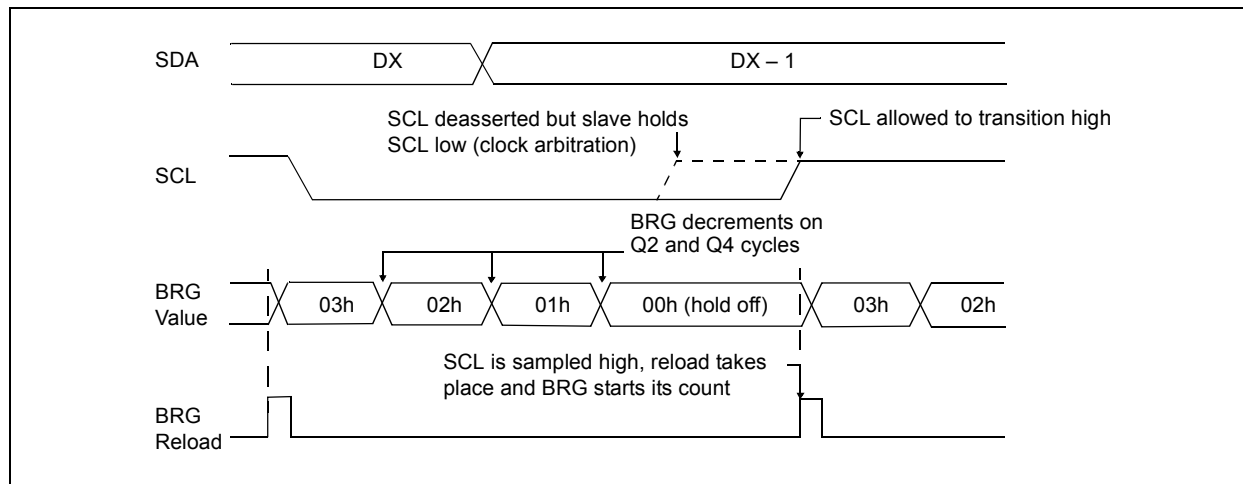 SDA
DX
DX – 1
SCL deasserted but slave holds
SCL low (clock arbitration)
SCL allowed to transition high
SCL
BRG decrements on
Q2 and Q4 cycles
BRG
Value
03h
02h
01h
00h (hold off)
03h
02h
SCL is sampled high, reload takes
place and BRG starts its count
BRG
Reload